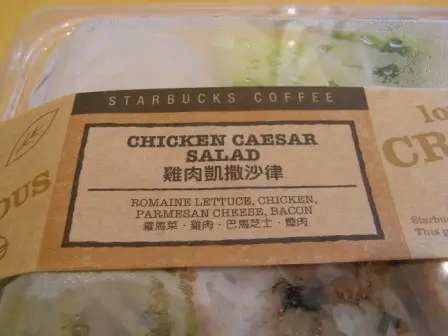 STARBUCKS COFFEE
CHICKEN CAESAR
SALAD
雞肉凱撒沙律
ROMAINE LETTUCE, CHICKEN,
PARMESAN CHEESE, BACON
羅馬菜‧雞肉‧巴馬芝士‧煙肉